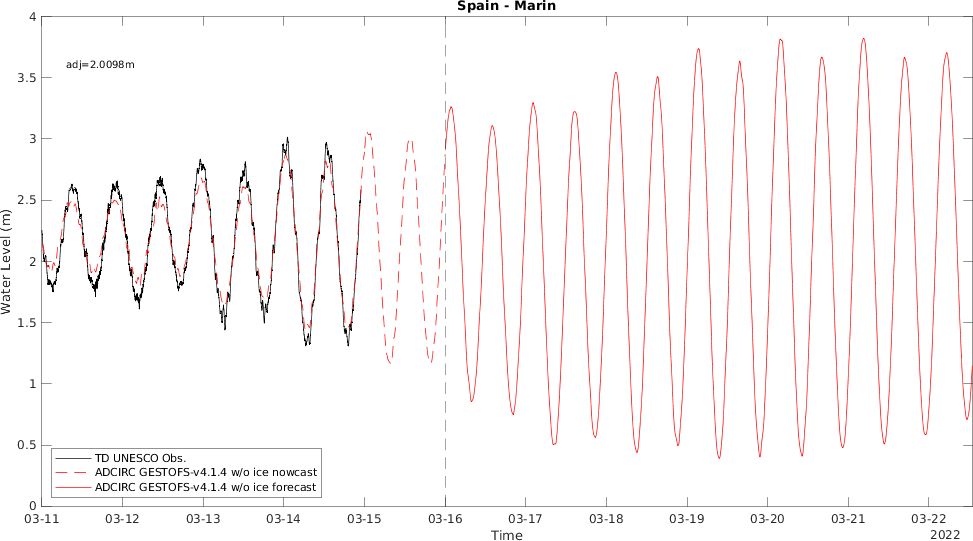 Spain - Marin
4
3.5
3
2.5
2
1.5
1
0.5
0
Water Level (m)
adj=2.0098m
TD UNESCO Obs.
ADCIRC GESTOFS-v4.1.4 w/o ice nowcast
ADCIRC GESTOFS-v4.1.4 w/o ice forecast
03-11 03-12 03-13 03-14 03-15 03-16 03-17 03-18 03-19 03-20 03-21 03-22
Time
2022